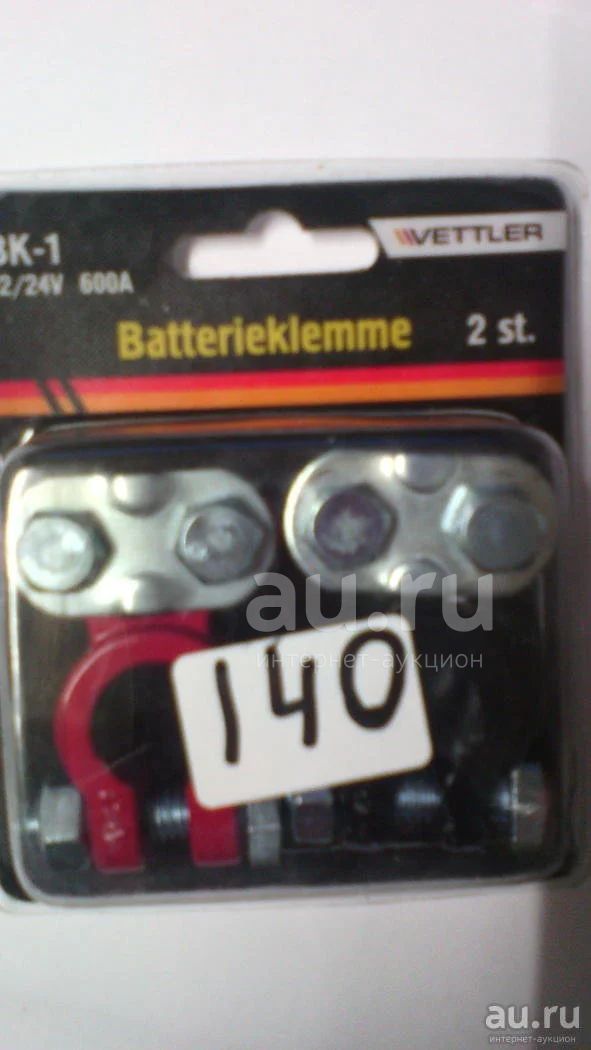 BK-1
VETTLER
2/24V 600A
Batterieklemme 2 st.
au.ru
интернет-аукцион
140
au.ru
интернет-аукцион